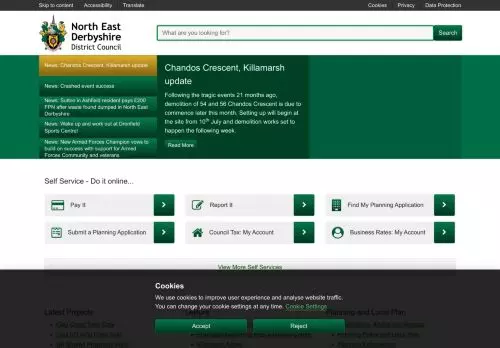 Skip to content Accessibility Translate Cookies Privacy Data Protection
North East
Derbyshire
District Council
What are you looking for?
Search
News: Chandos Crescent, Killamarsh update
News: Crashed event success
News: Sutton in Ashfield resident pays £200
FPN after waste found dumped in North East
Derbyshire
News: Wake up and work out at Dronfield
Sports Centre!
News: New Armed Forces Champion vows to
build on success with support for Armed
Forces Community and veterans
Chandos Crescent, Killamarsh
update
Following the tragic events 21 months ago,
demolition of 54 and 56 Chandos Crescent is due to
commence later this month. Setting up will begin at
the site from 10th July and demolition works set to
happen the following week.
Read More
Self Service - Do it online...
Pay It
Report It
Find My Planning Application
Submit a Planning Application
Council Tax: My Account
Business Rates: My Account
View More Self Services
Cookies
We use cookies to improve user experience and analyse website traffic.
You can change your cookie settings at any time. Cookie Settings
Accept
Reject
Latest Projects
Leisure
Planning and Local Plan